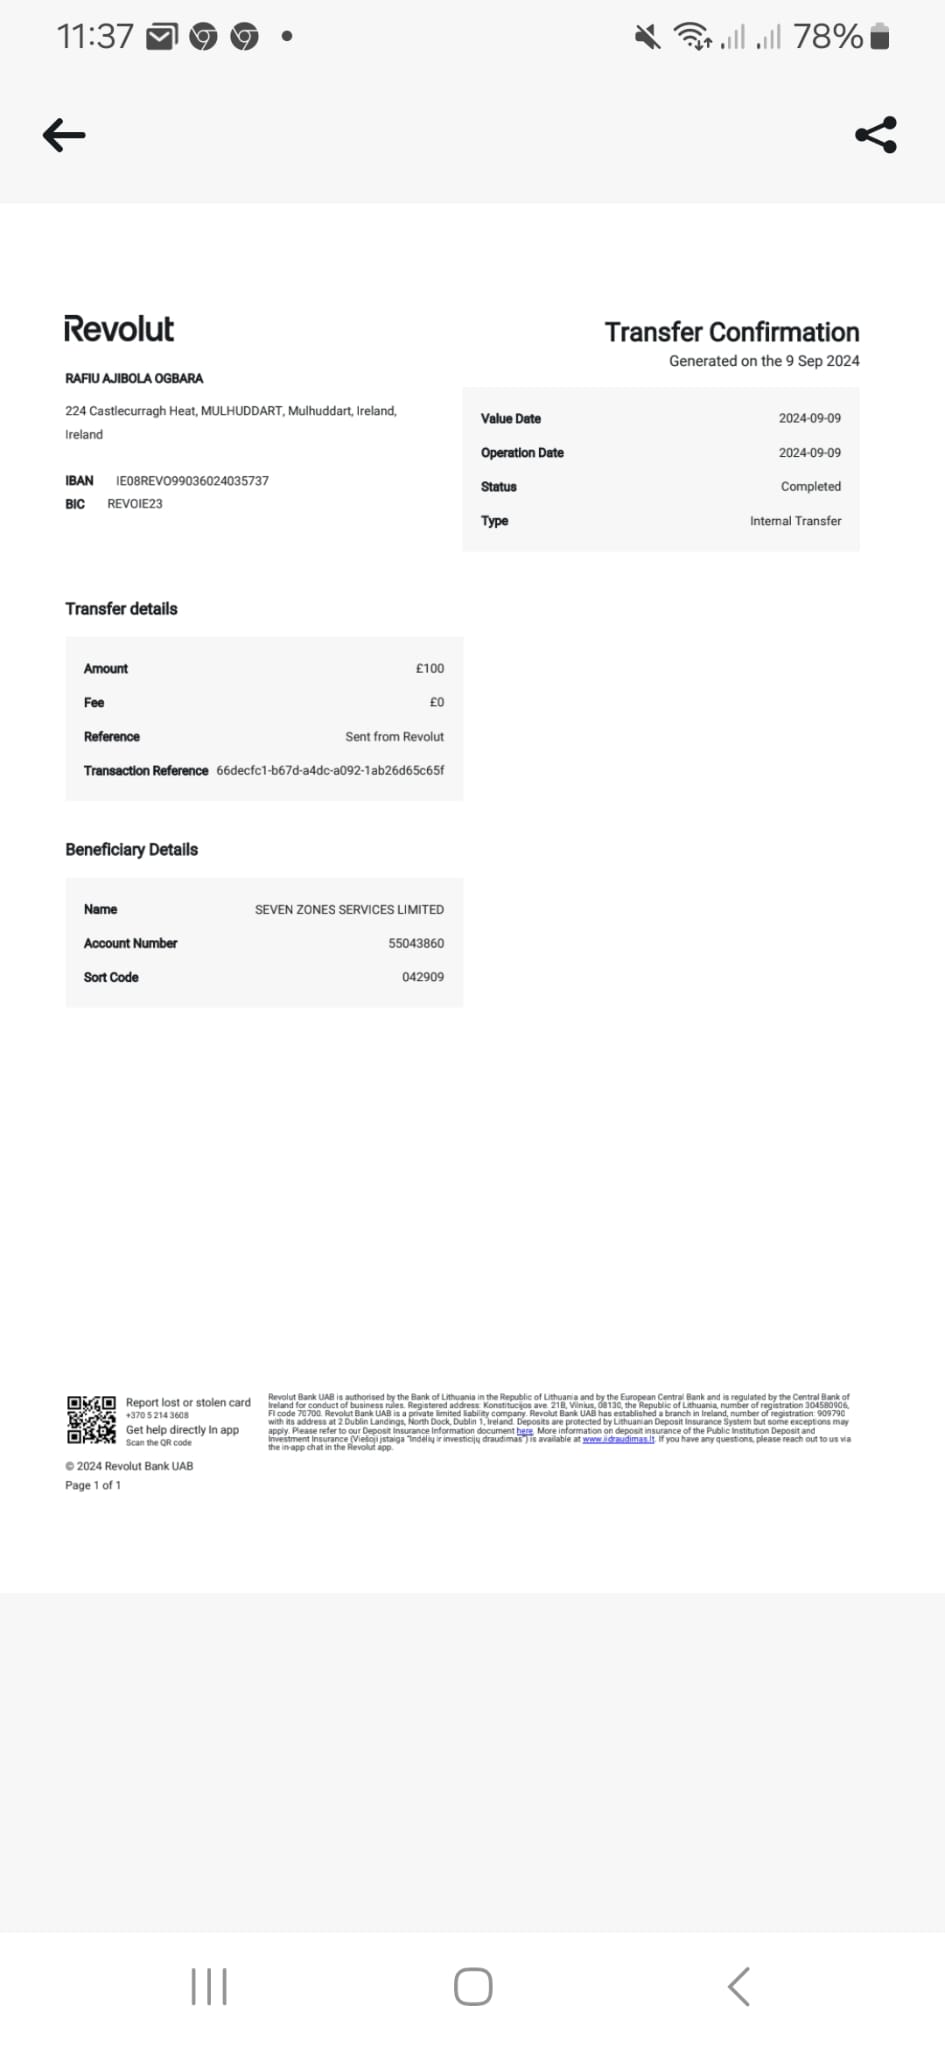 11:37
78%
Revolut
Transfer Confirmation
Generated on the 9 Sep 2024
RAFIU AJIBOLA OGBARA
224 Castlecurragh Heat, MULHUDDART, Mulhuddart, Ireland,
Ireland
IBAN IE08REVO99036024035737
BIC REVOIE23
Value Date 2024-09-09
Operation Date 2024-09-09
Status Completed
Type Internal Transfer
Transfer details
Amount £100
Fee £0
Reference Sent from Revolut
Transaction Reference 66decfc1-b67d-a4dc-a092-1ab26d65c65f
Beneficiary Details
Name SEVEN ZONES SERVICES LIMITED
Account Number 55043860
Sort Code 042909
Report lost or stolen card
+370 5 214 3608
Get help directly In app
Scan the QR code
Revolut Bank UAB is authorised by the Bank of Lithuania in the Republic of Lithuania and by the European Central Bank and is regulated by the Central Bank of
Ireland for conduct of business rules. Registered address: Konstitucijos ave. 21B, Vilnius, 08130, the Republic of Lithuania, number of registration 304580906,
FI code 70700. Revolut Bank UAB is a private limited liability company. Revolut Bank UAB has established a branch in Ireland, number of registration: 909790
with its address at 2 Dublin Landings, North Dock, Dublin 1, Ireland. Deposits are protected by Lithuanian Deposit Insurance System but some exceptions may
apply. Please refer to our Deposit Insurance Information document here. More information on deposit insurance of the Public Institution Deposit and
Investment Insurance (Viešoji įstaiga "Indėlių ir investicijų draudimas") is available at www.iidraudimas.lt. If you have any questions, please reach out to us via
the in-app chat in the Revolut app.
© 2024 Revolut Bank UAB
Page 1 of 1